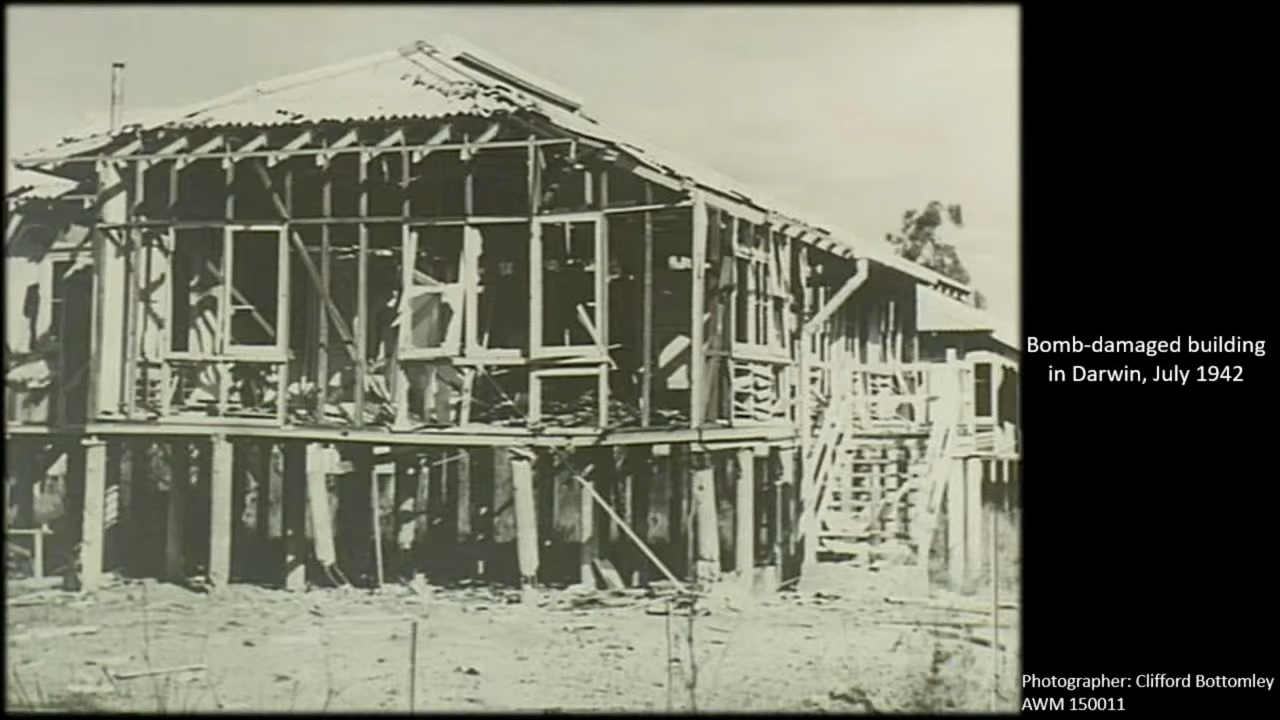 Bomb-damaged building
in Darwin, July 1942
Photographer: Clifford Bottomley
AWM 150011